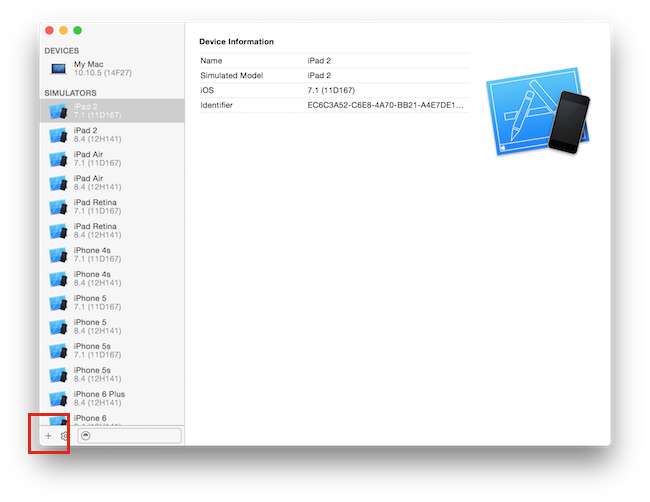 DEVICES
My Mac
10.10.5 (14F27)
SIMULATORS
iPad 2
7.1 (11D167)
iPad 2
8.4 (12H141)
iPad Air
7.1 (11D167)
iPad Air
8.4 (12H141)
iPad Retina
7.1 (11D167)
iPad Retina
8.4 (12H141)
iPhone 4s
7.1 (11D167)
iPhone 4s
8.4 (12H141)
iPhone 5
7.1 (11D167)
iPhone 5
8.4 (12H141)
iPhone 5s
7.1 (11D167)
iPhone 5s
8.4 (12H141)
iPhone 6 Plus
8.4 (12H141)
iPhone 6
8.4 (12H141)
Device Information
Name iPad 2
Simulated Model iPad 2
iOS 7.1 (11D167)
Identifier EC6C3A52-C6E8-4A70-BB21-A4E7DE1...